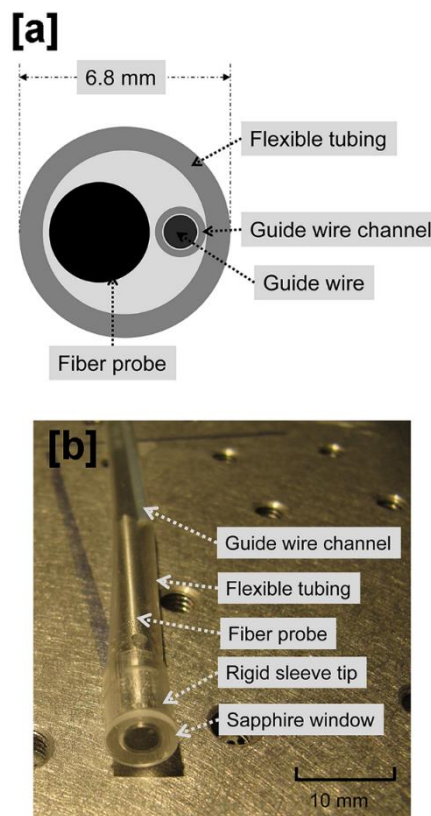 [a]
6.8 mm
Flexible tubing
Guide wire channel
Guide wire
Fiber probe
[b]
Guide wire channel
Flexible tubing
Fiber probe
Rigid sleeve tip
Sapphire window
10 mm